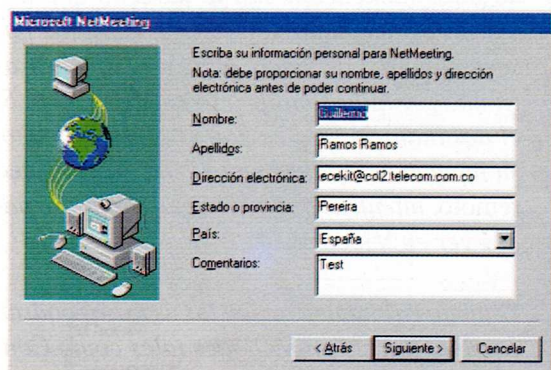 Microsoft NetMeeting
Escriba su información personal para NetMeeting.
Nota: debe proporcionar su nombre, apellidos y dirección
electrónica antes de poder continuar.
Nombre: Guillermo
Apellidos: Ramos Ramos
Dirección electrónica: ecekit@col2.telecom.com.co
Estado o provincia: Pereira
País: España
Comentarios: Test
< Atrás Siguiente > Cancelar